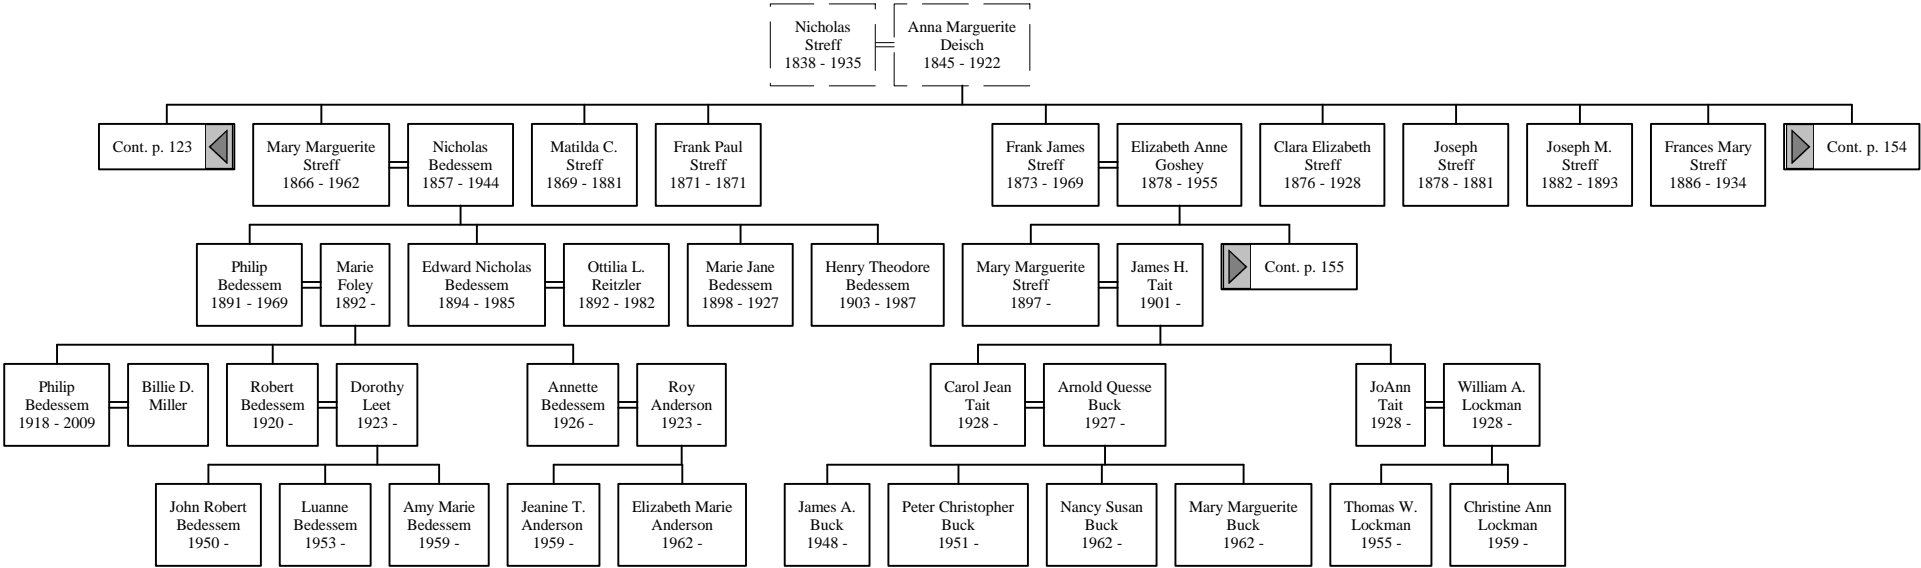 Nicholas
Streff
1838 - 1935
Anna Marguerite
Deisch
1845 - 1922
Cont. p. 123
Mary Marguerite
Streff
1866 - 1962
Nicholas
Bedessem
1857 - 1944
Matilda C.
Streff
1869 - 1881
Frank Paul
Streff
1871 - 1871
Frank James
Streff
1873 - 1969
Elizabeth Anne
Goshey
1878 - 1955
Clara Elizabeth
Streff
1876 - 1928
Joseph
Streff
1878 - 1881
Joseph M.
Streff
1882 - 1893
Frances Mary
Streff
1886 - 1934
Cont. p. 154
Philip
Bedessem
1891 - 1969
Marie
Foley
1892 -
Edward Nicholas
Bedessem
1894 - 1985
Ottilia L.
Reitzler
1892 - 1982
Marie Jane
Bedessem
1898 - 1927
Henry Theodore
Bedessem
1903 - 1987
Mary Marguerite
Streff
1897 -
James H.
Tait
1901 -
Cont. p. 155
Philip
Bedessem
1918 - 2009
Billie D.
Miller
Robert
Bedessem
1920 -
Dorothy
Leet
1923 -
Annette
Bedessem
1926 -
Roy
Anderson
1923 -
Carol Jean
Tait
1928 -
Arnold Quesse
Buck
1927 -
JoAnn
Tait
1928 -
William A.
Lockman
1928 -
John Robert
Bedessem
1950 -
Luanne
Bedessem
1953 -
Amy Marie
Bedessem
1959 -
Jeanine T.
Anderson
1959 -
Elizabeth Marie
Anderson
1962 -
James A.
Buck
1948 -
Peter Christopher
Buck
1951 -
Nancy Susan
Buck
1962 -
Mary Marguerite
Buck
1962 -
Thomas W.
Lockman
1955 -
Christine Ann
Lockman
1959 -